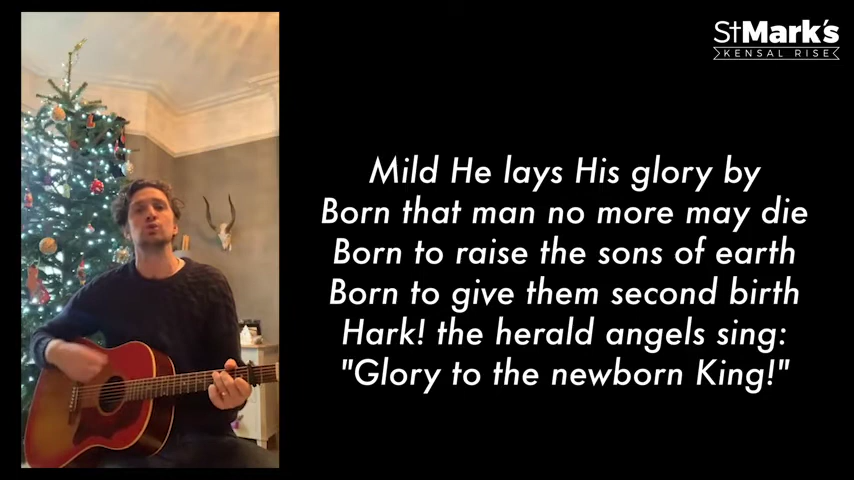 StMark's
KENSAL RISE
Mild He lays His glory by
Born that man no more may die
Born to raise the sons of earth
Born to give them second birth
Hark! the herald angels sing:
"Glory to the newborn King!"